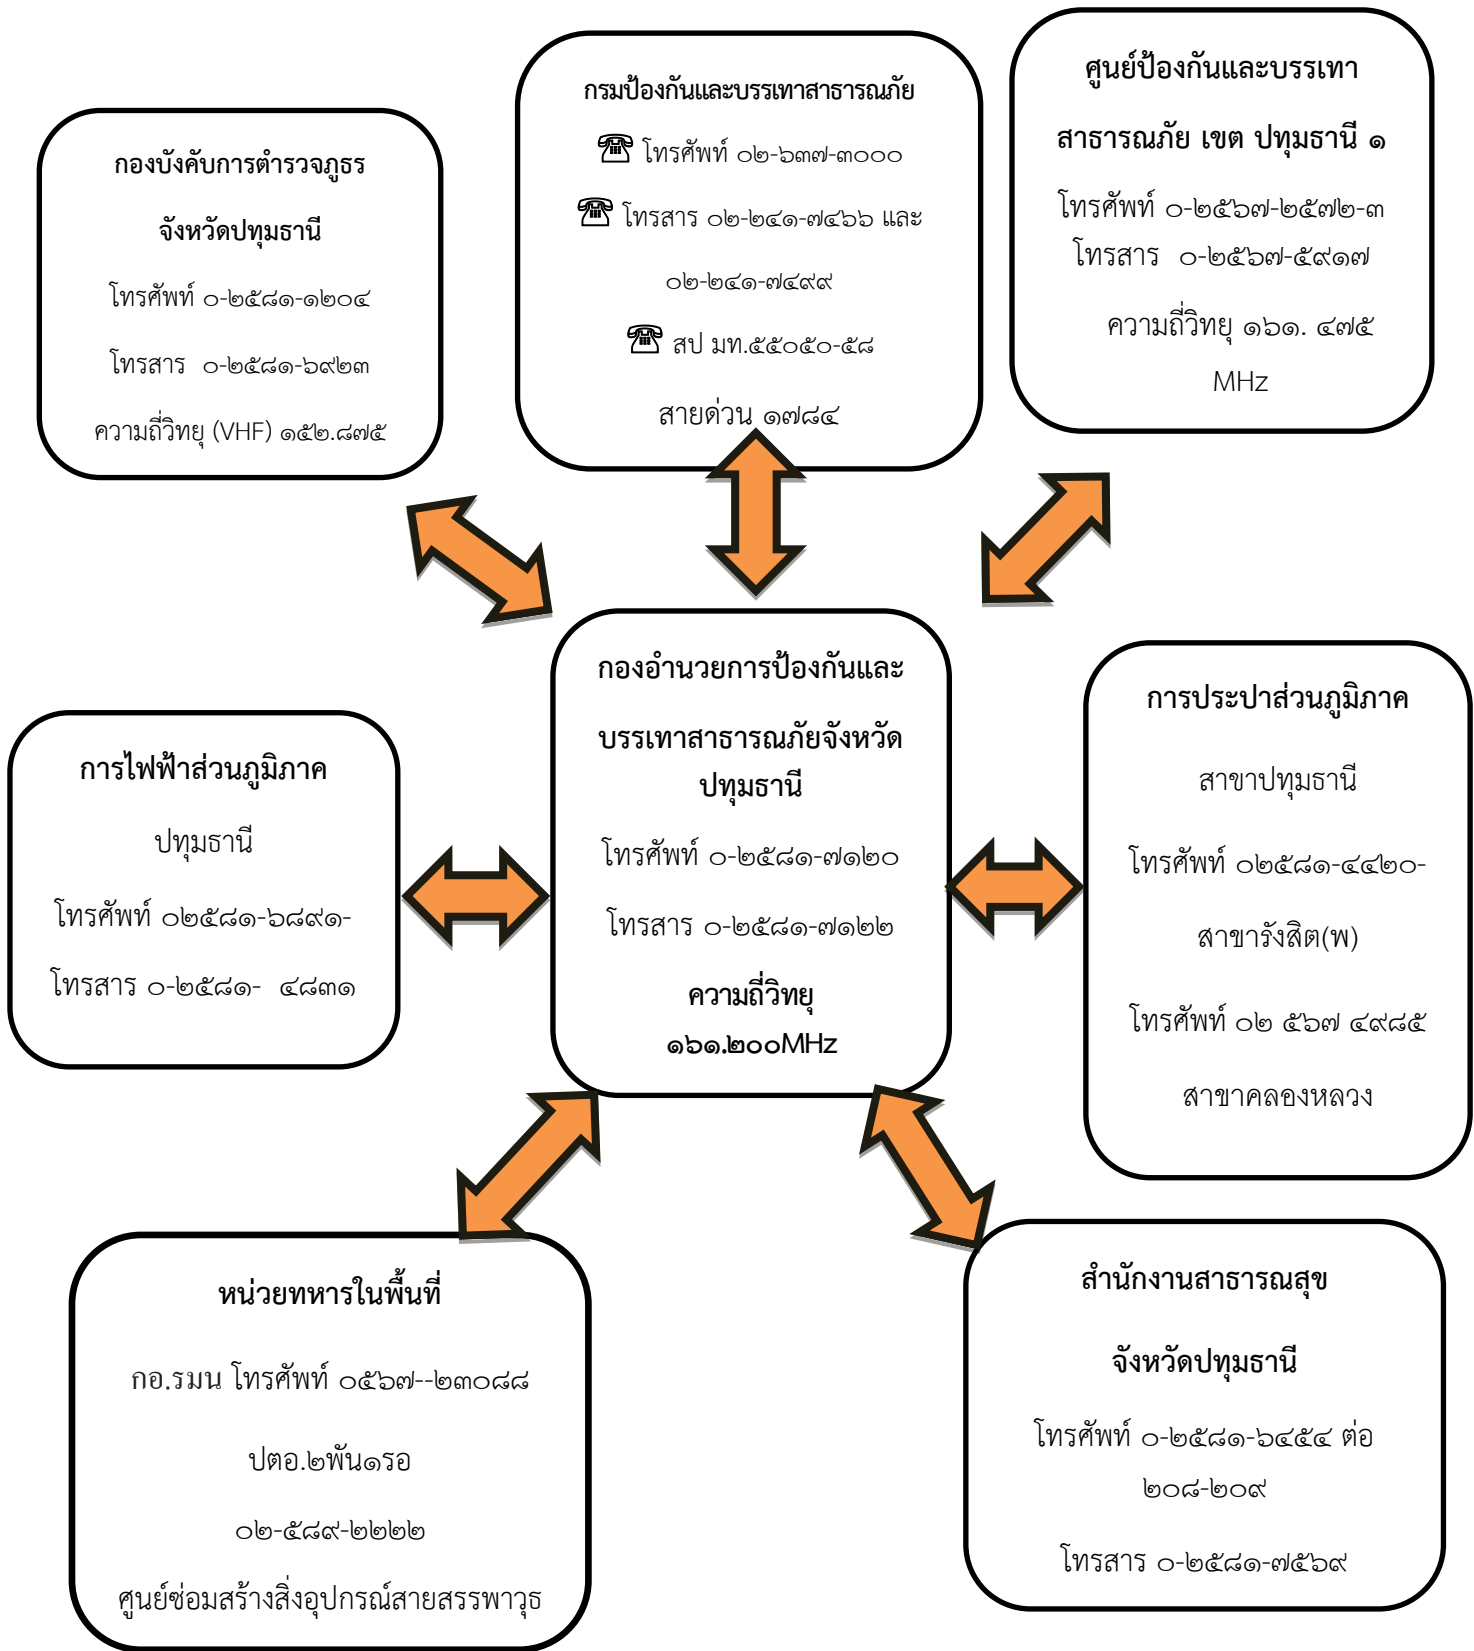 กองบังคับการตำรวจภูธร
จังหวัดปทุมธานี
โทรศัพท์ ๐-๒๕๘๑-๑๒๐๔
โทรสาร ๐-๒๕๘๑-๖๙๒๓
ความถี่วิทยุ (VHF) ๑๕๒.๘๗๕
กรมป้องกันและบรรเทาสาธารณภัย
โทรศัพท์ ๐๒-๖๓๗-๓๐๐๐
โทรสาร ๐๒-๒๔๑-๗๔๖๖ และ
๐๒-๒๔๑-๗๔๙๙
สป มท.๕๕๐๕๐-๕๘
สายด่วน ๑๗๘๔
ศูนย์ป้องกันและบรรเทา
สาธารณภัย เขต ปทุมธานี ๑
โทรศัพท์ ๐-๒๕๖๗-๒๕๗๒-๓
โทรสาร ๐-๒๕๖๗-๕๙๑๗
ความถี่วิทยุ ๑๖๑. ๔๗๕
MHz
การไฟฟ้าส่วนภูมิภาค
ปทุมธานี
โทรศัพท์ ๐๒๕๘๑-๖๘๙๑-
โทรสาร ๐-๒๕๘๑- ๔๘๓๑
กองอำนวยการป้องกันและ
บรรเทาสาธารณภัยจังหวัด
ปทุมธานี
โทรศัพท์ ๐-๒๕๘๑-๗๑๒๐
โทรสาร ๐-๒๕๘๑-๗๑๒๒
ความถี่วิทยุ
๑๖๑.๒๐๐MHz
การประปาส่วนภูมิภาค
สาขาปทุมธานี
โทรศัพท์ ๐๒๕๘๑-๔๔๒๐-
สาขารังสิต(พ)
โทรศัพท์ ๐๒ ๕๖๗ ๔๙๘๕
สาขาคลองหลวง
หน่วยทหารในพื้นที่
กอ.รมน โทรศัพท์ ๐๕๖๗--๒๓๐๘๘
ปตอ.๒พัน๑รอ
๐๒-๕๘๙-๒๒๒๒
ศูนย์ซ่อมสร้างสิ่งอุปกรณ์สายสรรพาวุธ
สำนักงานสาธารณสุข
จังหวัดปทุมธานี
โทรศัพท์ ๐-๒๕๘๑-๖๔๕๔ ต่อ
๒๐๘-๒๐๙
โทรสาร ๐-๒๕๘๑-๗๕๖๙